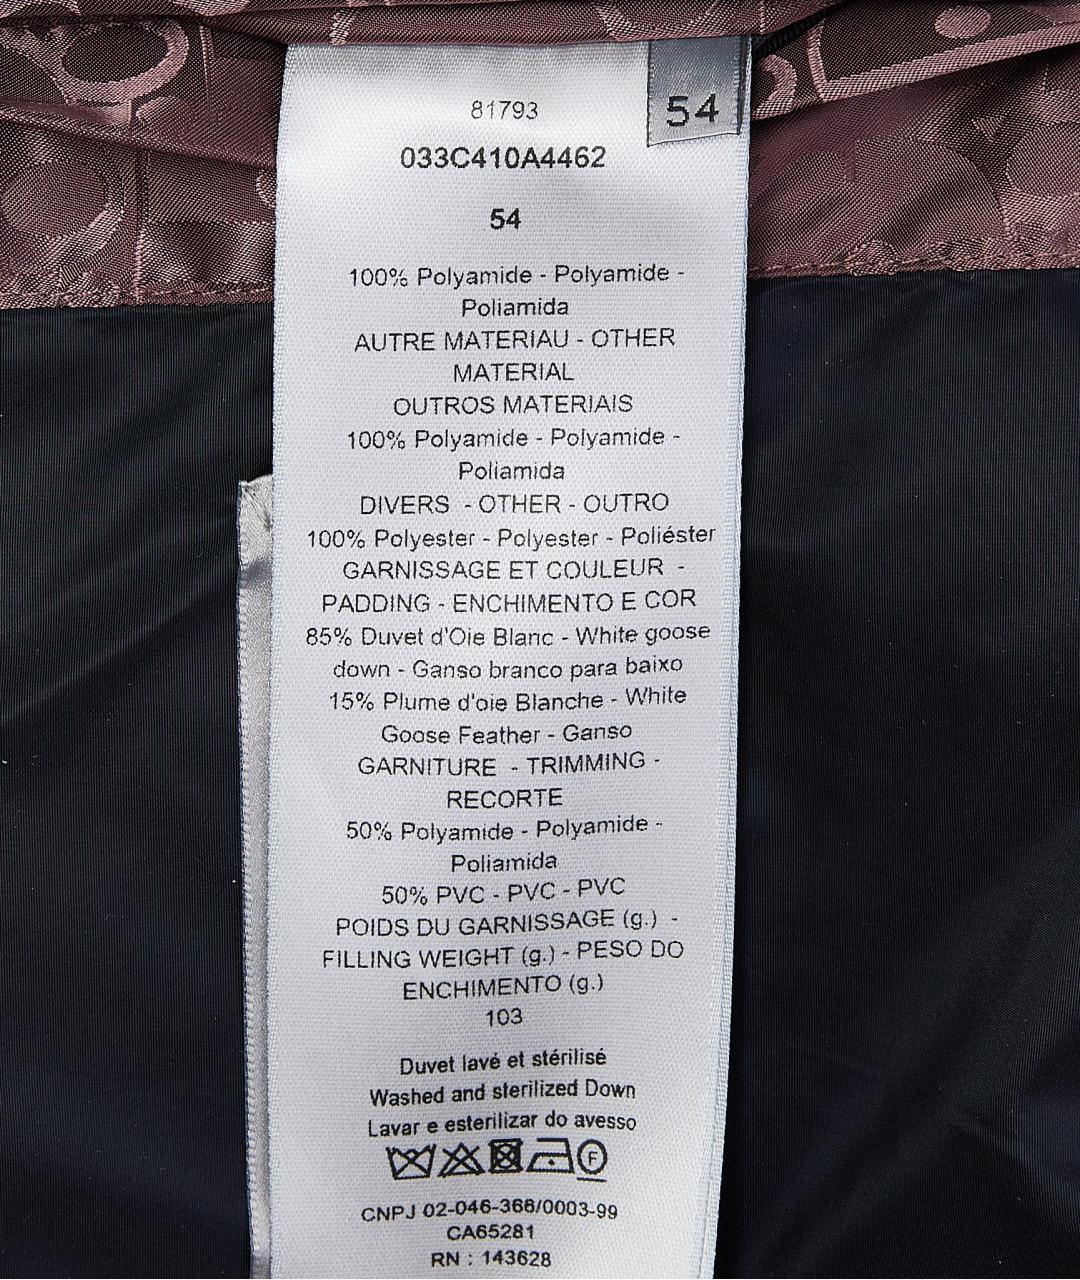 54
81793
033C410A4462
54
100% Polyamide - Polyamide -
Poliamida
AUTRE MATERIAU - OTHER
MATERIAL
OUTROS MATERIAIS
100% Polyamide - Polyamide -
Poliamida
DIVERS - OTHER - OUTRO
100% Polyester - Polyester - Poliéster
GARNISSAGE ET COULEUR -
PADDING - ENCHIMENTO E COR
85% Duvet d'Oie Blanc - White goose
down - Ganso branco para baixo
15% Plume d'oie Blanche - White
Goose Feather - Ganso
GARNITURE - TRIMMING -
RECORTE
50% Polyamide - Polyamide -
Poliamida
50% PVC - PVC - PVC
POIDS DU GARNISSAGE (g.) -
FILLING WEIGHT (g.) - PESO DO
ENCHIMENTO (g.)
103
Duvet lavé et stérilisé
Washed and sterilized Down
Lavar e esterilizar do avesso
F
CNPJ 02-046-368/0003-99
CA65281
RN : 143628